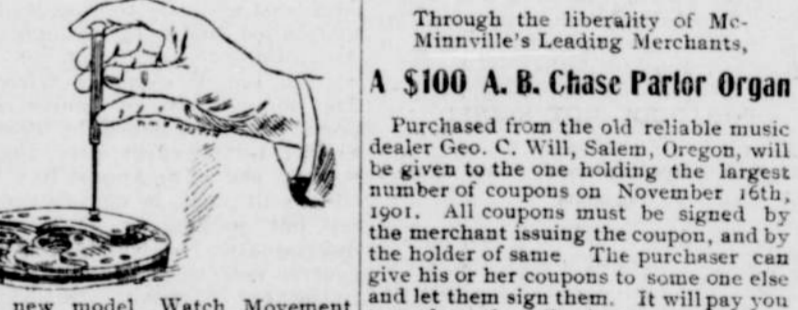 new model Watch Movement
Through the liberality of Mc-
Minnville's Leading Merchants,
A $100 A. B. Chase Parlor Organ
Purchased from the old reliable music
dealer Geo. C. Will, Salem, Oregon, will
be given to the one holding the largest
number of coupons on November 16th,
1901. All coupons must be signed by
the merchant issuing the coupon, and by
the holder of same The purchaser can
give his or her coupons to some one else
and let them sign them. It will pay you